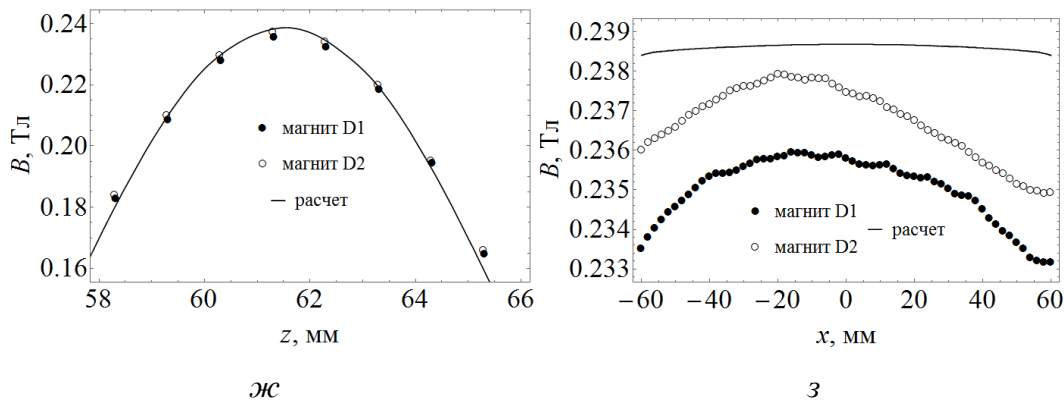 B, Тл
0.24
0.22
0.20
0.18
0.16
58
60
62
64
66
z, мм
магнит D1
магнит D2
расчет
ж
B, Тл
0.239
0.238
0.237
0.236
0.235
0.234
0.233
−60
−40
−20
0
20
40
60
x, мм
магнит D1
расчет
магнит D2
з